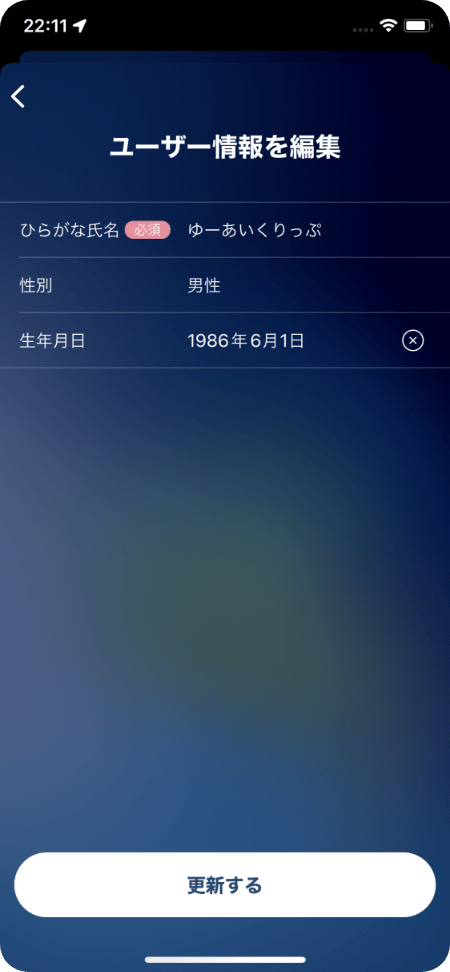 22:11
ユーザー情報を編集
ひらがな氏名 必須 ゆーあいくりっぷ
性別 男性
生年月日 1986年6月1日
更新する